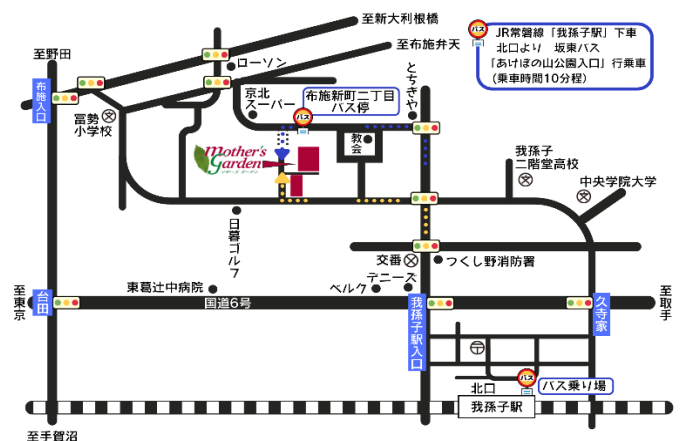 至新大利根橋
至野田
至布施弁天
ローソン
布施入口
冨勢
小学校
京北
スーパー
布施新町二丁目
バス停
バス
とちぎや
教会
JR常磐線「我孫子駅」下車
北口より 坂東バス
「あけぼの山公園入口」行乗車
(乗車時間10分程)
バス
mother's
Garden
マザーズ ガーデン
我孫子
二階堂高校
中央学院大学
日暮ゴルフ
交番
つくし野消防署
デニーズ
ベルク
東葛辻中病院
至東京
台田
国道6号
我孫子駅入口
久寺家
至取手
北口
バス
バス乗り場
我孫子駅
至手賀沼